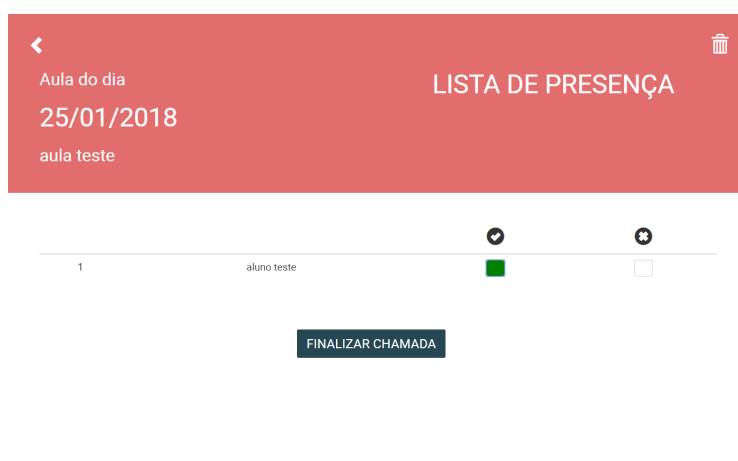 Aula do dia
LISTA DE PRESENÇA
25/01/2018
aula teste
1 aluno teste
FINALIZAR CHAMADA